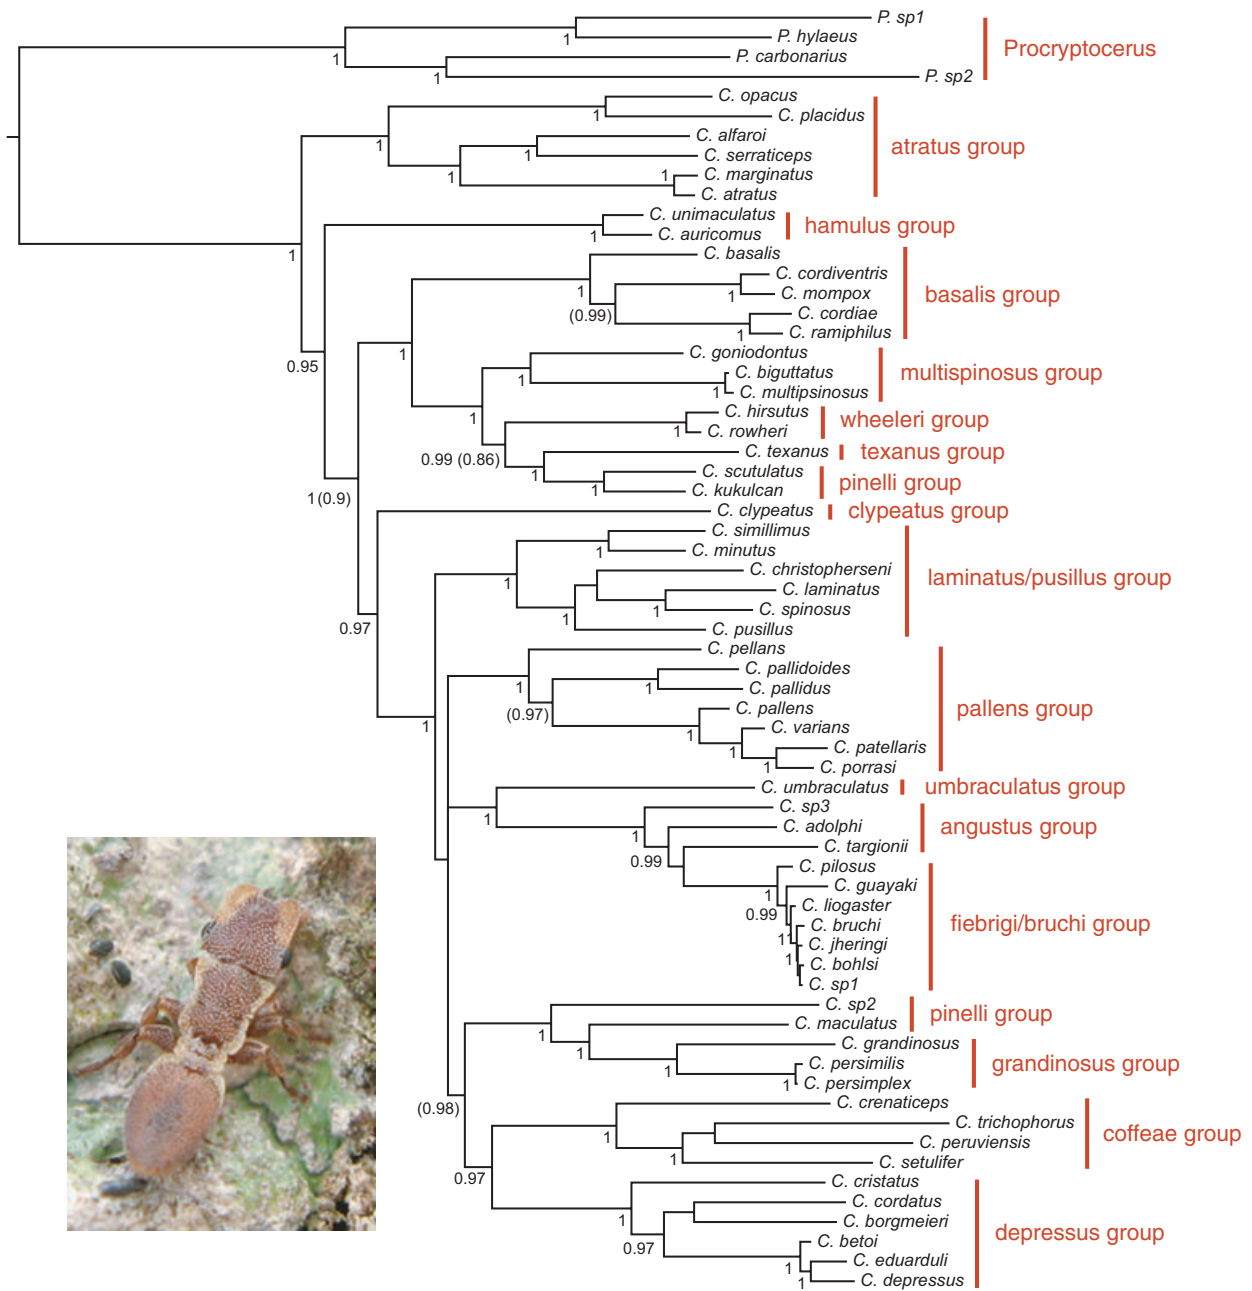 P. sp1
P. hylaeus
1
P. carbonarius
1
P. sp2
1
Procryptocerus
C. opacus
C. placidus
1
C. alfaroi
1
C. serraticeps
1
C. marginatus
1
C. atratus
1
atratus group
C. unimaculatus
C. auricomus
1
hamulus group
1
C. basalis
C. cordiventris
1
C. mompox
1
(0.99)
C. cordiae
C. ramiphilus
1
basalis group
1
0.95
C. goniodontus
C. biguttatus
1
C. multipsinosus
1
multispinosus group
1
C. hirsutus
C. rowheri
1
wheeleri group
0.99 (0.86)
C. texanus
texanus group
1
C. scutulatus
C. kukulcan
1
pinelli group
1(0.9)
C. clypeatus
clypeatus group
C. simillimus
C. minutus
1
1
C. christopherseni
C. laminatus
C. spinosus
1
C. pusillus
1
laminatus/pusillus group
0.97
C. pellans
C. pallidoides
1
C. pallidus
1
(0.97)
C. pallens
1
C. varians
1
C. patellaris
C. porrasi
1
pallens group
1
C. umbraculatus
umbraculatus group
1
C. sp3
1
C. adolphi
0.99
C. targionii
angustus group
C. pilosus
1
C. guayaki
0.99
C. liogaster
C. bruchi
11
C. jheringi
1
C. bohlsi
C. sp1
fiebrigi/bruchi group
C. sp2
1
C. maculatus
1
pinelli group
C. grandinosus
C. persimilis
1
C. persimplex
1
grandinosus group
(0.98)
C. crenaticeps
C. trichophorus
1
C. peruviensis
1
C. setulifer
coffeae group
0.97
C. cristatus
C. cordatus
1
C. borgmeieri
0.97
C. betoi
1
C. eduarduli
1
C. depressus
depressus group